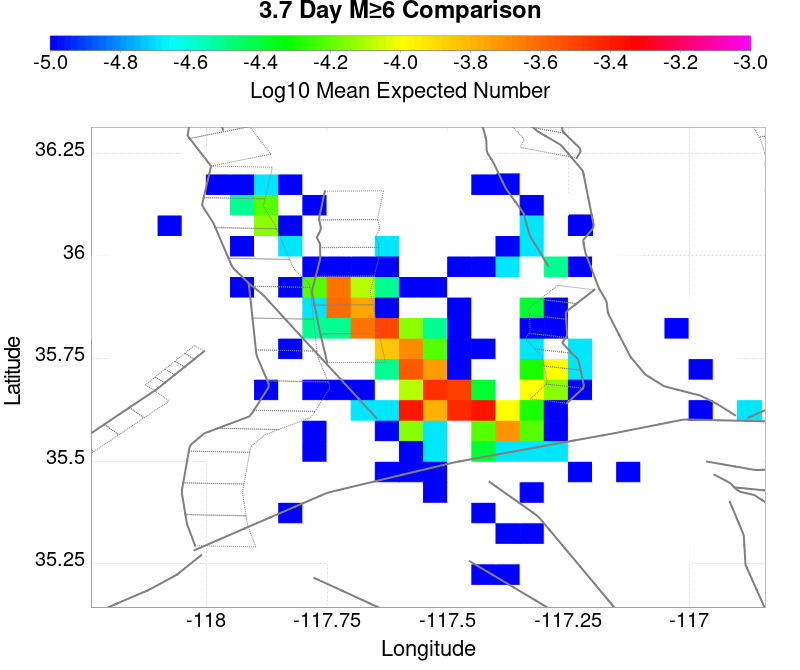 3.7 Day M≥6 Comparison
-5.0 -4.8 -4.6 -4.4 -4.2 -4.0 -3.8 -3.6 -3.4 -3.2 -3.0
Log10 Mean Expected Number
36.25
36
35.75
35.5
35.25
Latitude
-118 -117.75 -117.5 -117.25 -117
Longitude